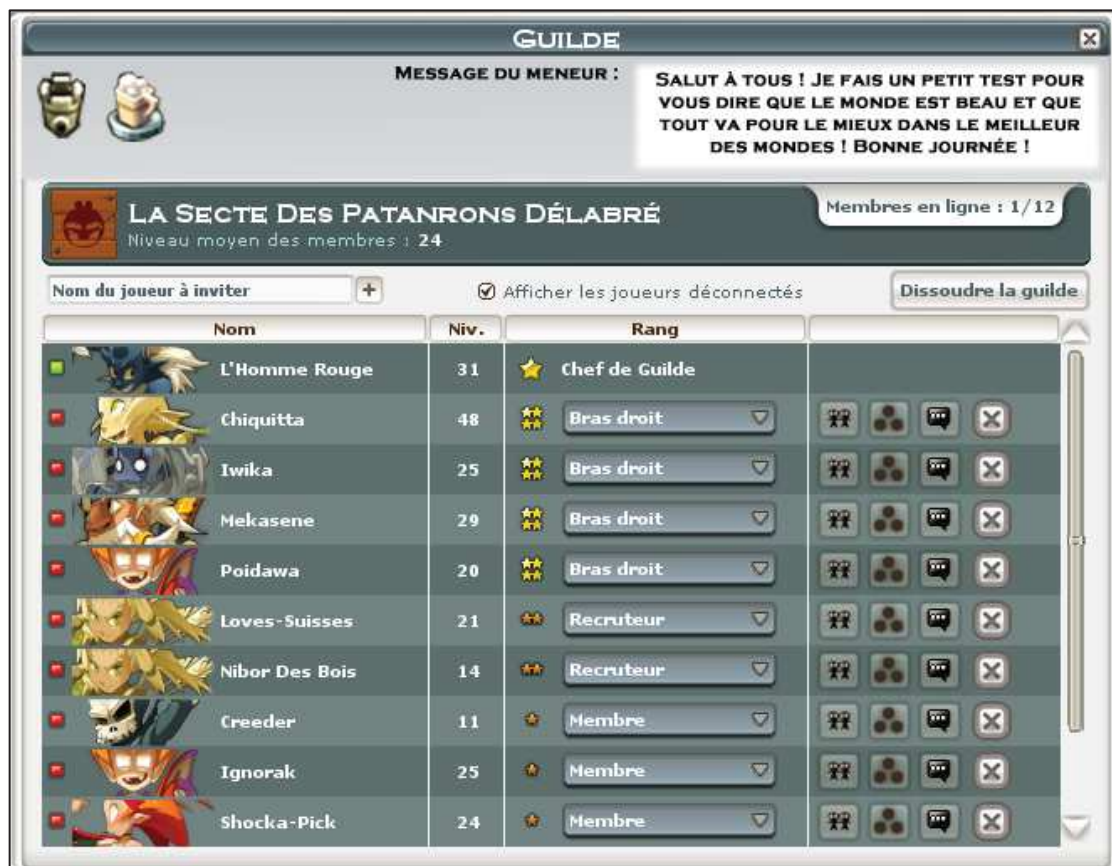 GUILDE
MESSAGE DU MENEUR :
SALUT À TOUS ! JE FAIS UN PETIT TEST POUR
VOUS DIRE QUE LE MONDE EST BEAU ET QUE
TOUT VA POUR LE MIEUX DANS LE MEILLEUR
DES MONDES ! BONNE JOURNÉE !
LA SECTE DES PATANRONS DÉLABRÉ
Niveau moyen des membres : 24
Membres en ligne : 1/12
Nom du joueur à inviter
Afficher les joueurs déconnectés
Dissoudre la guilde
Nom Niv. Rang
L'Homme Rouge 31 Chef de Guilde
Chiquitta 48 Bras droit
Iwika 25 Bras droit
Mekasene 29 Bras droit
Poidawa 20 Bras droit
Loves-Suisses 21 Recruteur
Nibor Des Bois 14 Recruteur
Creeder 11 Membre
Ignorak 25 Membre
Shocka-Pick 24 Membre